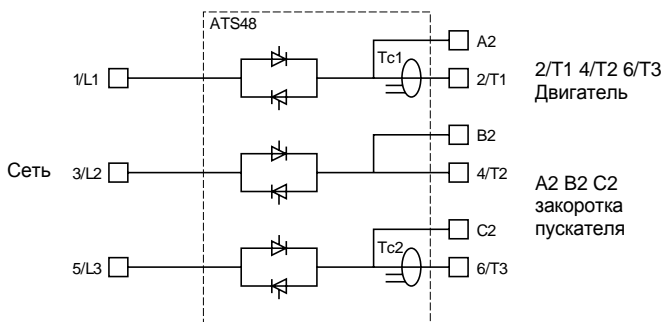 ATS48
A2
Tc1
1/L1
2/T1
2/T1 4/T2 6/T3
Двигатель
B2
Сеть
3/L2
4/T2
A2 B2 C2
закоротка
пускателя
C2
Tc2
5/L3
6/T3